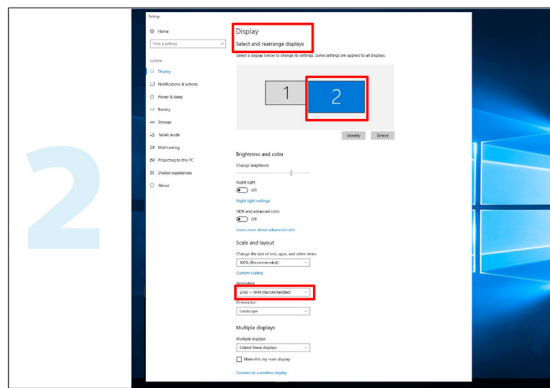 2
Settings
Home
Find a setting
System
Display
Notifications & actions
Power & sleep
Battery
Storage
Tablet mode
Multitasking
Projecting to this PC
Shared experiences
About
Display
Select and rearrange displays
Select a display below to change its settings. Some settings are applied to all displays.
1
2
Identify
Detect
Brightness and color
Change brightness
Night light
Off
Night light settings
HDR and advanced color
Off
Learn more about advanced color
Scale and layout
Change the size of text, apps, and other items
100% (Recommended)
Custom scaling
Resolution
(Recommended)
Orientation
Landscape
Multiple displays
Multiple displays
Extend these displays
Make this my main display
Connect to a wireless display